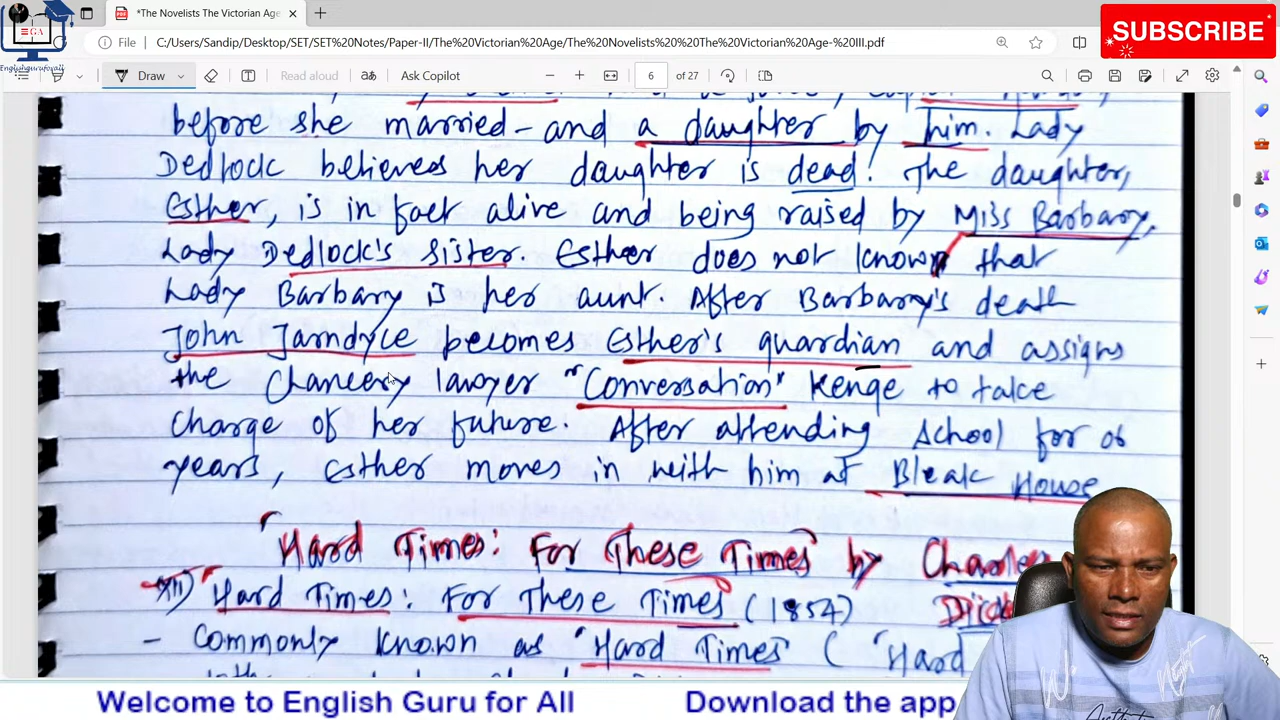 *The Novelists The Victorian Age
SUBSCRIBE
EGA
Englishguruforall
File C:/Users/Sandip/Desktop/SET/SET%20Notes/Paper-II/The%20Victorian%20Age/The%20Novelists%20%20The%20Victorian%20Age-%20III.pdf
Draw Read aloud Ask Copilot 6 of 27
before she married - and a daughter by him. Lady
Dedlock believes her daughter is dead! The daughter,
Esther, is in fact alive and being raised by Miss Barbary,
Lady Dedlock's sister. Esther does not know that
Lady Barbary is her aunt. After Barbary's death
John Jarndyce becomes Esther's guardian and assigns
the Chancery lawyer "Conversation" Kenge to take
charge of her future. After attending School for 06
years, Esther moves in with him at Bleak House
"Hard Times: For These Times" by Charles
XII) "Hard Times: For These Times (1854) Dick
- Commonly known as "Hard Times" ( "Hard
Welcome to English Guru for All Download the app